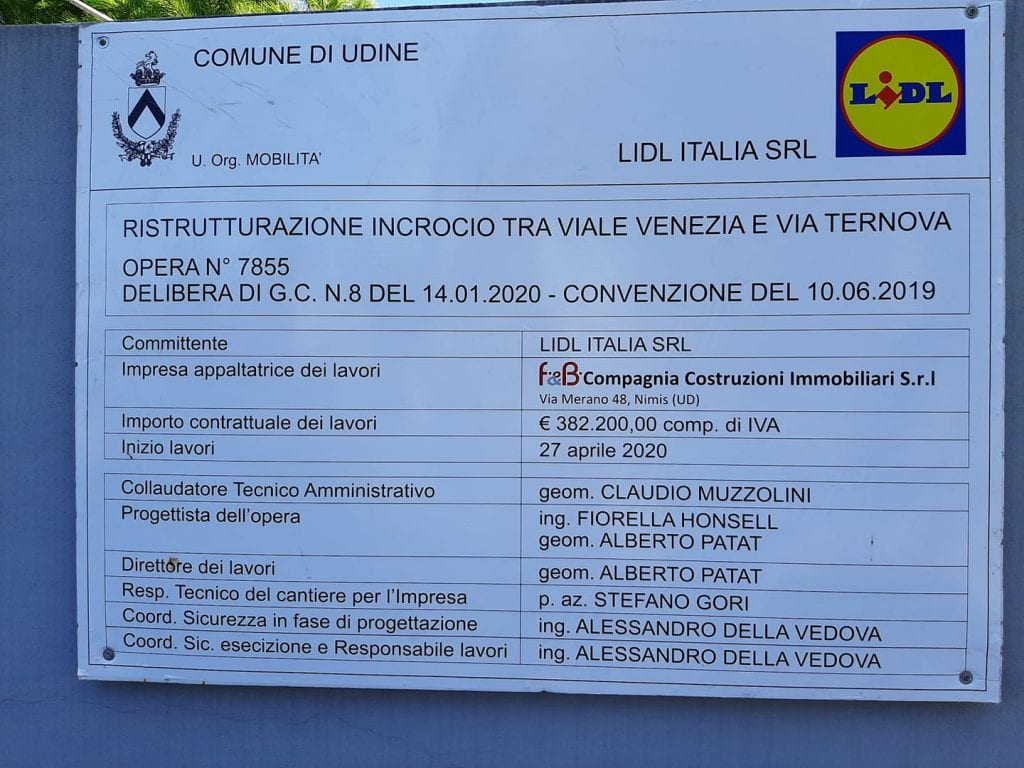 COMUNE DI UDINE
U. Org. MOBILITA'
LIDL ITALIA SRL
LIDL
RISTRUTTURAZIONE INCROCIO TRA VIALE VENEZIA E VIA TERNOVA
OPERA N° 7855
DELIBERA DI G.C. N.8 DEL 14.01.2020 - CONVENZIONE DEL 10.06.2019
Committente LIDL ITALIA SRL
Impresa appaltatrice dei lavori F&B Compagnia Costruzioni Immobiliari S.r.l
Via Merano 48, Nimis (UD)
Importo contrattuale dei lavori € 382.200,00 comp. di IVA
Inizio lavori 27 aprile 2020
Collaudatore Tecnico Amministrativo geom. CLAUDIO MUZZOLINI
Progettista dell'opera ing. FIORELLA HONSELL
geom. ALBERTO PATAT
Direttore dei lavori geom. ALBERTO PATAT
Resp. Tecnico del cantiere per l'Impresa p. az. STEFANO GORI
Coord. Sicurezza in fase di progettazione ing. ALESSANDRO DELLA VEDOVA
Coord. Sic. esecizione e Responsabile lavori ing. ALESSANDRO DELLA VEDOVA